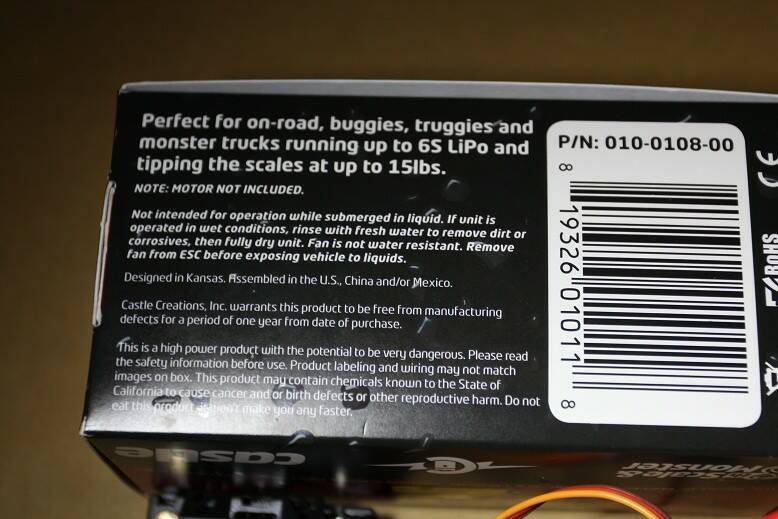 Perfect for on-road, buggies, truggies and
monster trucks running up to 6S LiPo and
tipping the scales at up to 15lbs.
NOTE: MOTOR NOT INCLUDED.
Not intended for operation while submerged in liquid. If unit is
operated in wet conditions, rinse with fresh water to remove dirt or
corrosives, then fully dry unit. Fan is not water resistant. Remove
fan from ESC before exposing vehicle to liquids.
Designed in Kansas. Assembled in the U.S., China and/or Mexico.
Castle Creations, Inc. warrants this product to be free from manufacturing
defects for a period of one year from date of purchase.
This is a high power product with the potential to be very dangerous. Please read
the safety information before use. Product labeling and wiring may not match
images on box. This product may contain chemicals known to the State of
California to cause cancer and or birth defects or other reproductive harm. Do not
eat this product, it won't make you any faster.
P/N: 010-0108-00
8 19326 01011 8
CE
RoHS
castle
Scale &
Monster